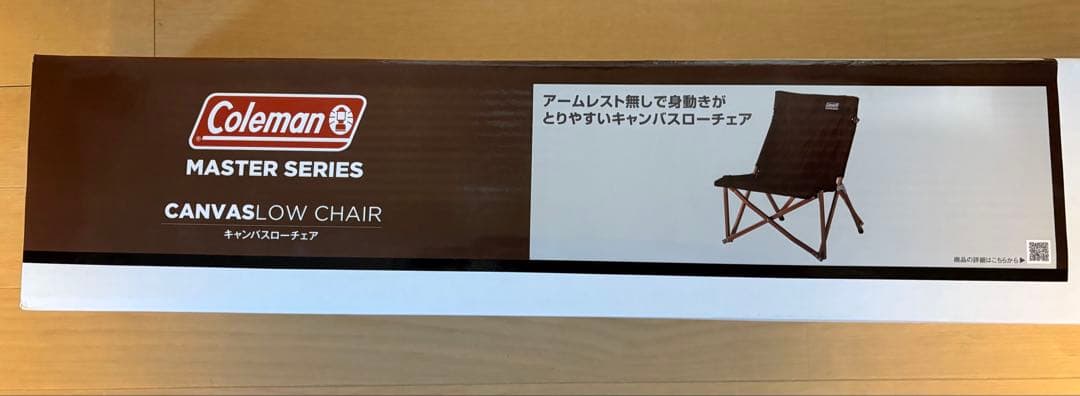 Coleman
MASTER SERIES
CANVAS LOW CHAIR
キャンバスローチェア
アームレスト無しで身動きが
とりやすいキャンバスローチェア
Coleman
商品の詳細はこちらから▶